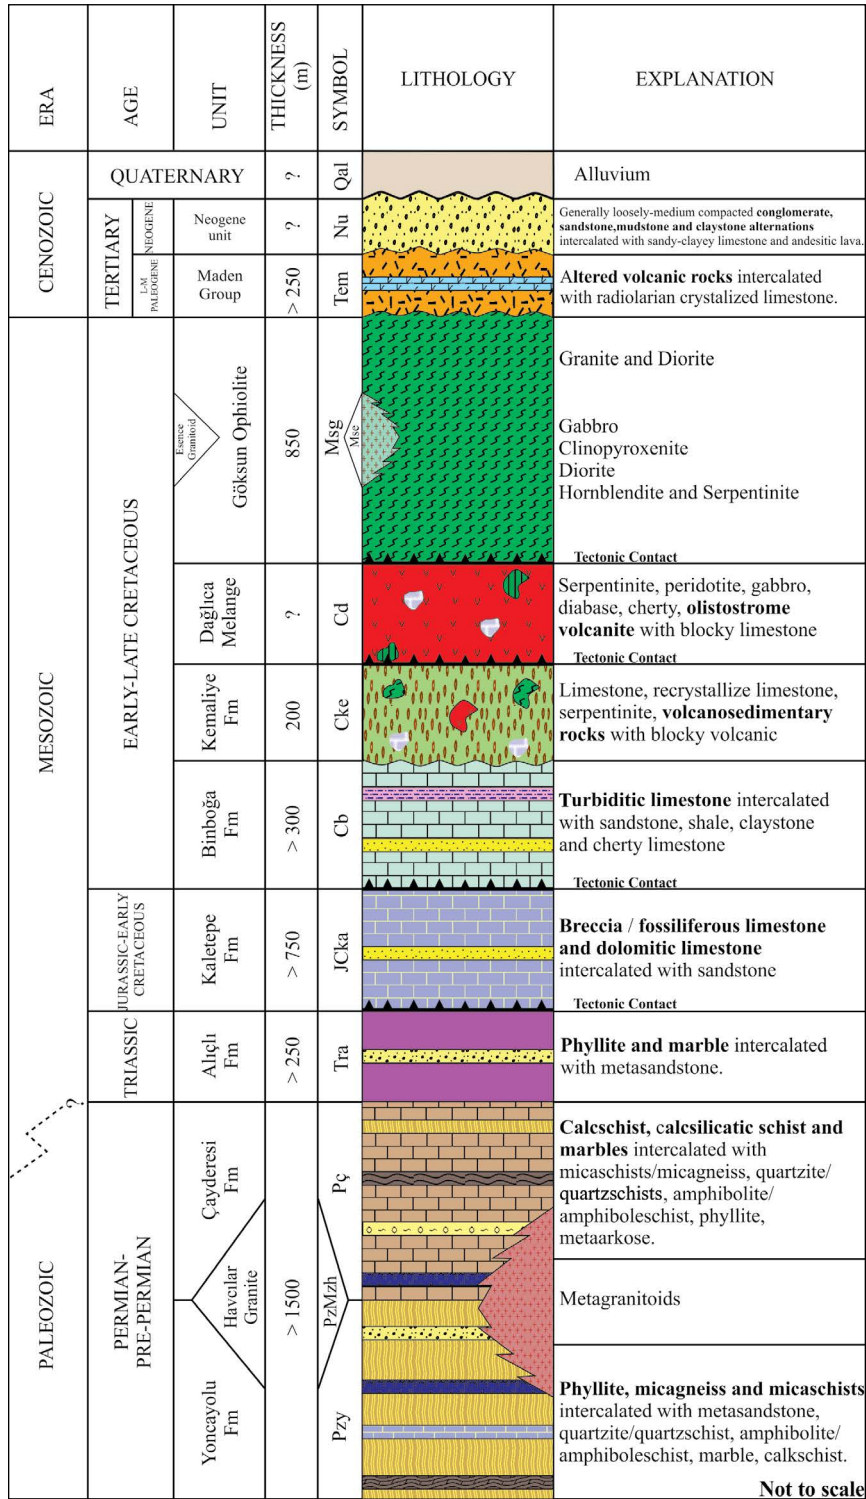 ERA
AGE
UNIT
THICKNESS
(m)
SYMBOL
LITHOLOGY
EXPLANATION
CENOZOIC
QUATERNARY
?
Qal
Alluvium
TERTIARY
NEOGENE
Neogene
unit
?
Nu
Generally loosely-medium compacted conglomerate,
sandstone,mudstone and claystone alternations
intercalated with sandy-clayey limestone and andesitic lava.
L-M
PALEOGENE
Maden
Group
> 250
Tem
Altered volcanic rocks intercalated
with radiolarian crystalized limestone.
MESOZOIC
EARLY-LATE CRETACEOUS
Esence
Granitoid
Göksun Ophiolite
850
Msg
Mse
Granite and Diorite
Gabbro
Clinopyroxenite
Diorite
Hornblendite and Serpentinite
Tectonic Contact
Dağlıca
Melange
?
Cd
Serpentinite, peridotite, gabbro,
diabase, cherty, olistostrome
volcanite with blocky limestone
Tectonic Contact
Kemaliye
Fm
200
Cke
Limestone, recrystallize limestone,
serpentinite, volcanosedimentary
rocks with blocky volcanic
Binboğa
Fm
> 300
Cb
Turbiditic limestone intercalated
with sandstone, shale, claystone
and cherty limestone
Tectonic Contact
JURASSIC-EARLY
CRETACEOUS
Kaletepe
Fm
> 750
JCka
Breccia / fossiliferous limestone
and dolomitic limestone
intercalated with sandstone
Tectonic Contact
TRIASSIC
Alıçlı
Fm
> 250
Tra
Phyllite and marble intercalated
with metasandstone.
?
PALEOZOIC
PERMIAN-
PRE-PERMIAN
Çayderesi
Fm
Pç
Calcschist, calcsilicatic schist and
marbles intercalated with
micaschists/micagneiss, quartzite/
quartzschists, amphibolite/
amphiboleschist, phyllite,
metaarkose.
Havcılar
Granite
> 1500
PzMzh
Metagranitoids
Yoncayolu
Fm
Pzy
Phyllite, micagneiss and micaschists
intercalated with metasandstone,
quartzite/quartzschist, amphibolite/
amphiboleschist, marble, calkschist.
Not to scale